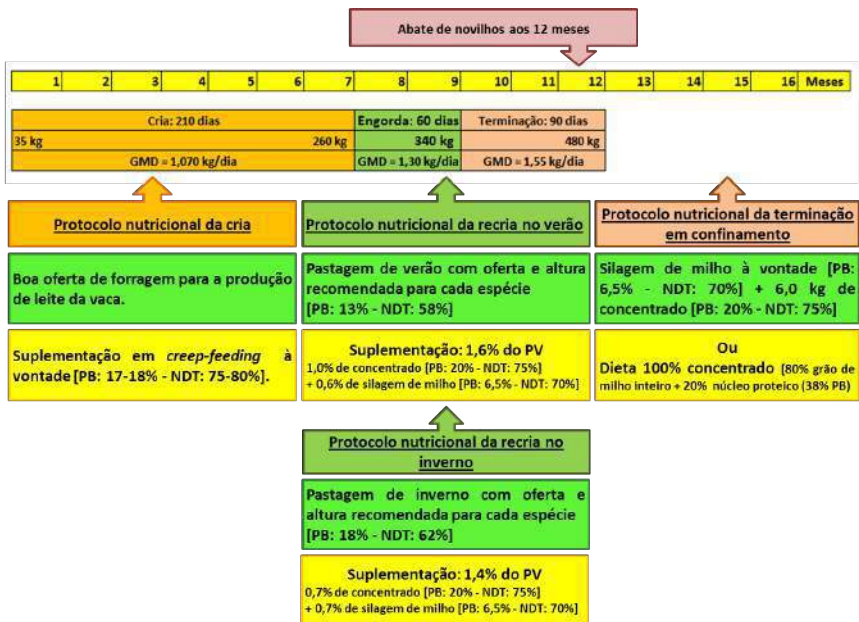 Abate de novilhos aos 12 meses
1 2 3 4 5 6 7 8 9 10 11 12 13 14 15 16 Meses
Cria: 210 dias
35 kg 260 kg
GMD = 1,070 kg/dia
Engorda: 60 dias
340 kg
GMD = 1,30 kg/dia
Terminação: 90 dias
480 kg
GMD = 1,55 kg/dia
Protocolo nutricional da cria
Boa oferta de forragem para a produção
de leite da vaca.
Suplementação em creep-feeding à
vontade [PB: 17-18% - NDT: 75-80%].
Protocolo nutricional da recria no verão
Pastagem de verão com oferta e altura
recomendada para cada espécie
[PB: 13% - NDT: 58%]
Suplementação: 1,6% do PV
1,0% de concentrado [PB: 20% - NDT: 75%]
+ 0,6% de silagem de milho [PB: 6,5% - NDT: 70%]
Protocolo nutricional da terminação
em confinamento
Silagem de milho à vontade [PB:
6,5% - NDT: 70%] + 6,0 kg de
concentrado [PB: 20% - NDT: 75%]
Ou
Dieta 100% concentrado [80% grão de
milho inteiro + 20% núcleo proteico (38% PB)
Protocolo nutricional da recria no
inverno
Pastagem de inverno com oferta e
altura recomendada para cada espécie
[PB: 18% - NDT: 62%]
Suplementação: 1,4% do PV
0,7% de concentrado [PB: 20% - NDT: 75%]
+ 0,7% de silagem de milho [PB: 6,5% - NDT: 70%]